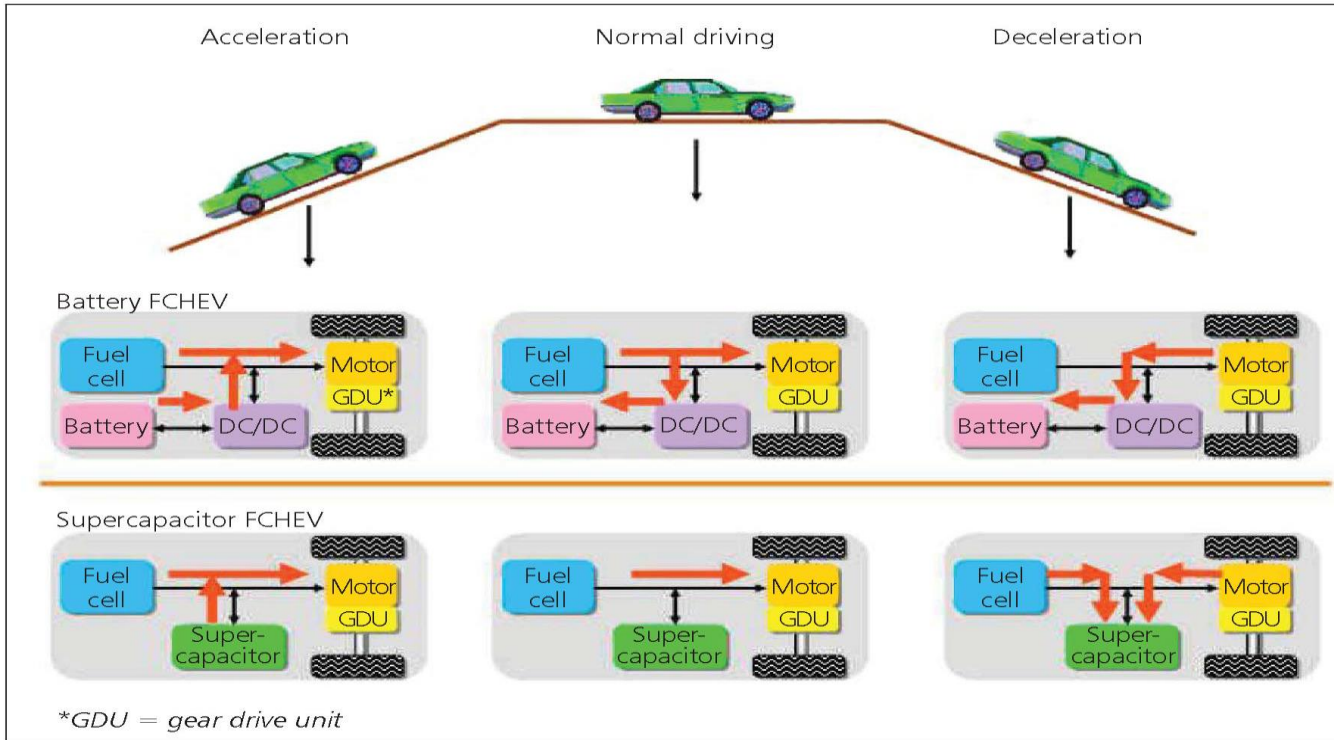 Acceleration
Normal driving
Deceleration
Battery FCHEV
Fuel
cell
Motor
GDU*
Battery
DC/DC
Fuel
cell
Motor
GDU
Battery
DC/DC
Fuel
cell
Motor
GDU
Battery
DC/DC
Supercapacitor FCHEV
Fuel
cell
Motor
GDU
Super-
capacitor
Fuel
cell
Motor
GDU
Super-
capacitor
Fuel
cell
Motor
GDU
Super-
capacitor
*GDU = gear drive unit